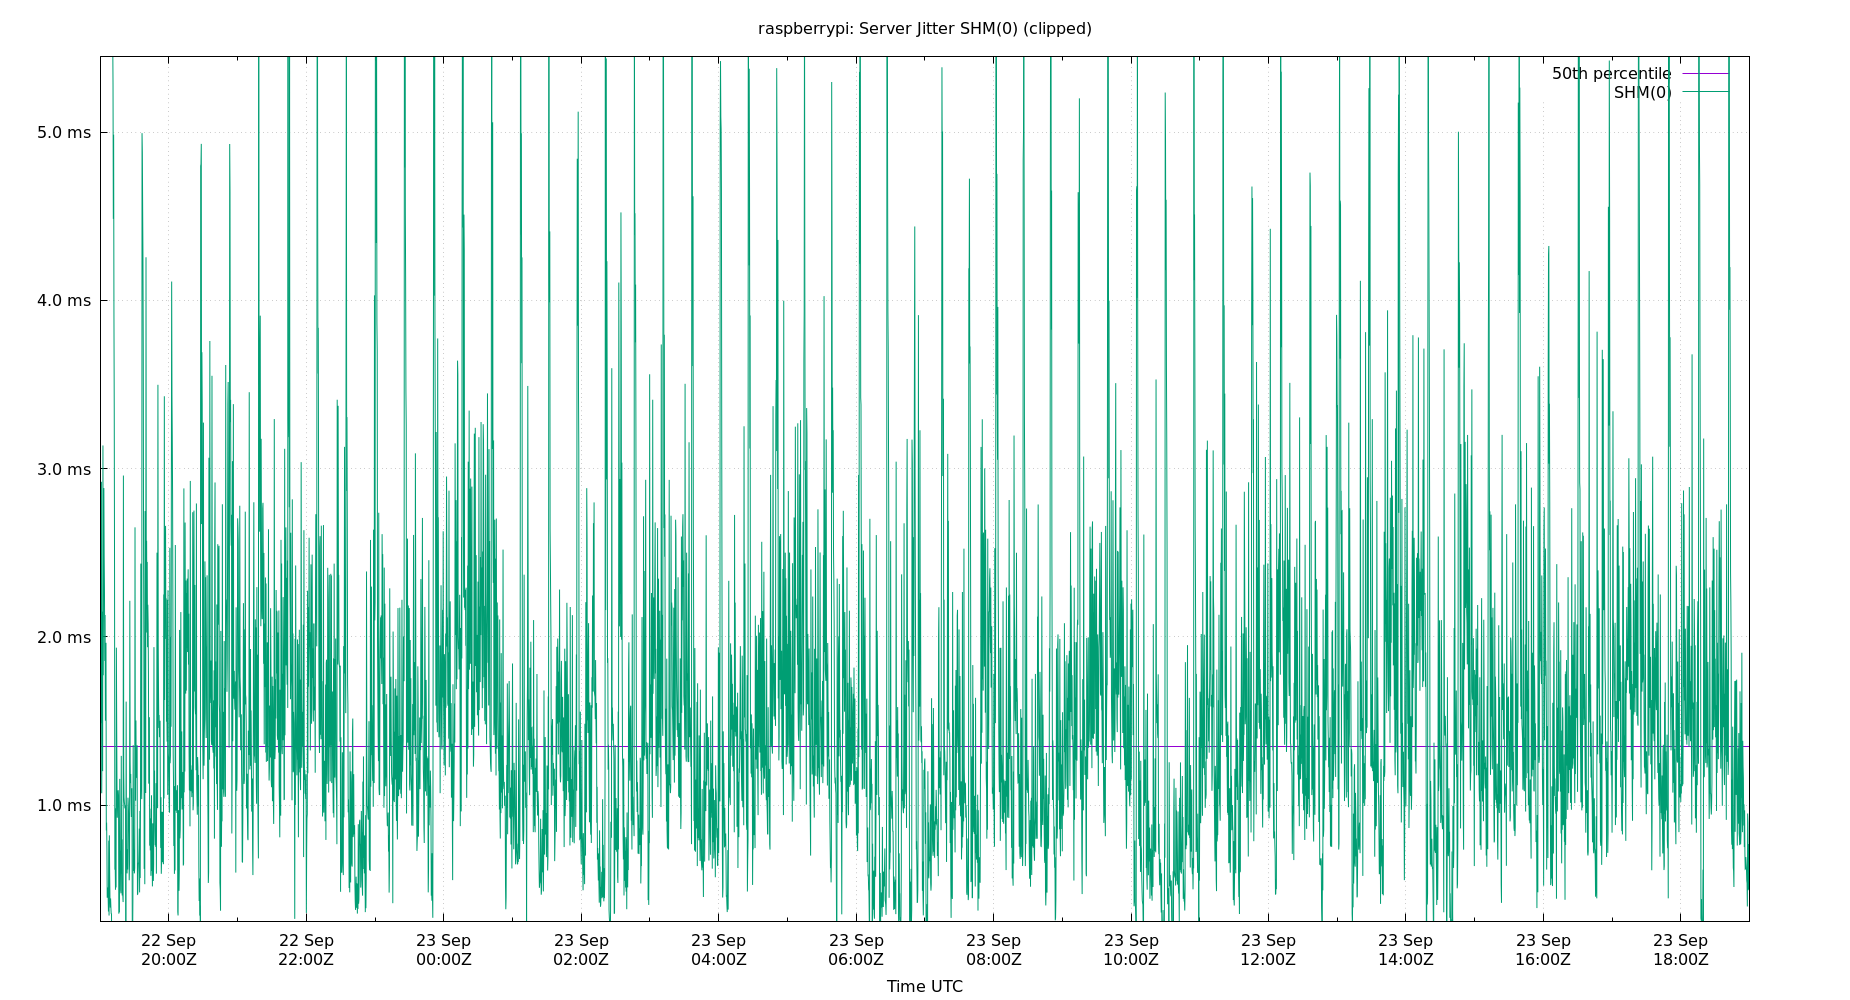 raspberrypi: Server Jitter SHM(0) (clipped)
50th percentile
SHM(0)
5.0 ms
4.0 ms
3.0 ms
2.0 ms
1.0 ms
22 Sep 22 Sep 23 Sep 23 Sep 23 Sep 23 Sep 23 Sep 23 Sep 23 Sep 23 Sep 23 Sep 23 Sep
20:00Z 22:00Z 00:00Z 02:00Z 04:00Z 06:00Z 08:00Z 10:00Z 12:00Z 14:00Z 16:00Z 18:00Z
Time UTC